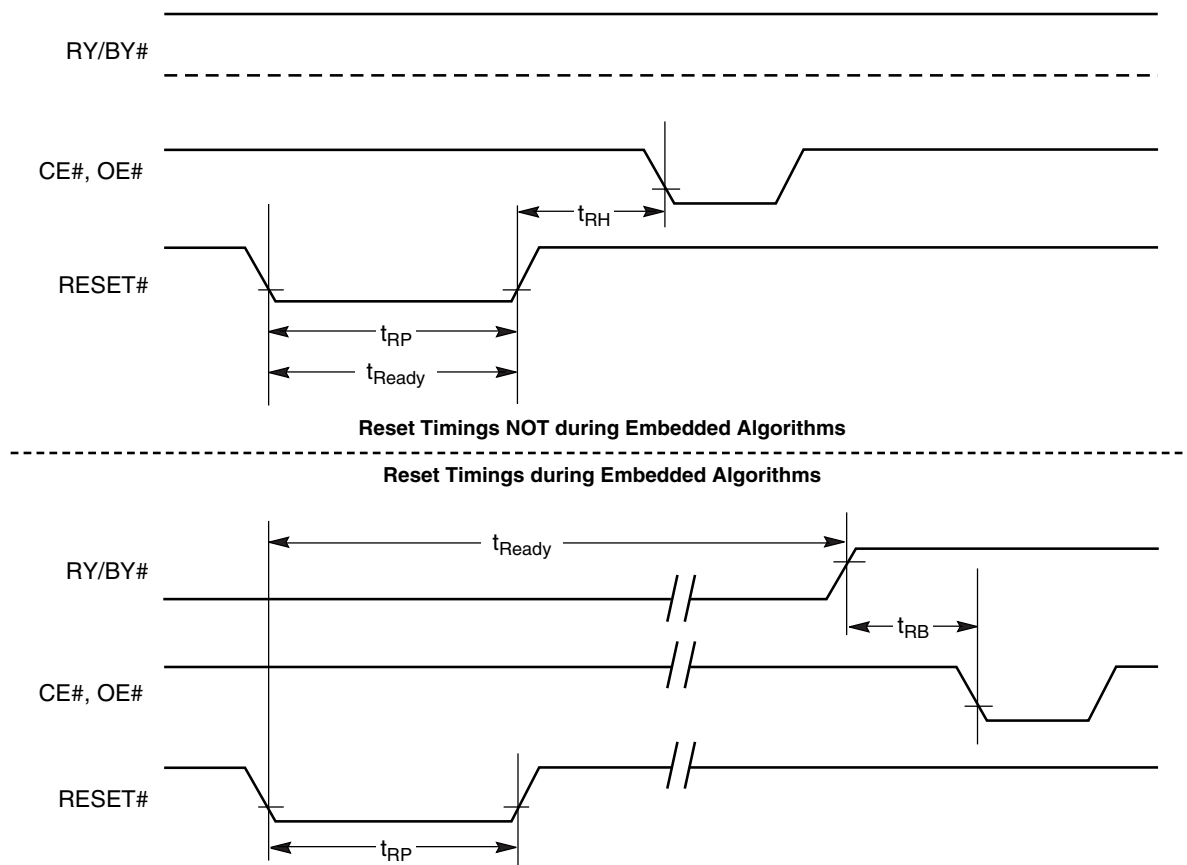 RY/BY#
CE#, OE#
tRH
RESET#
tRP
tReady
Reset Timings NOT during Embedded Algorithms
Reset Timings during Embedded Algorithms
tReady
RY/BY#
tRB
CE#, OE#
RESET#
tRP